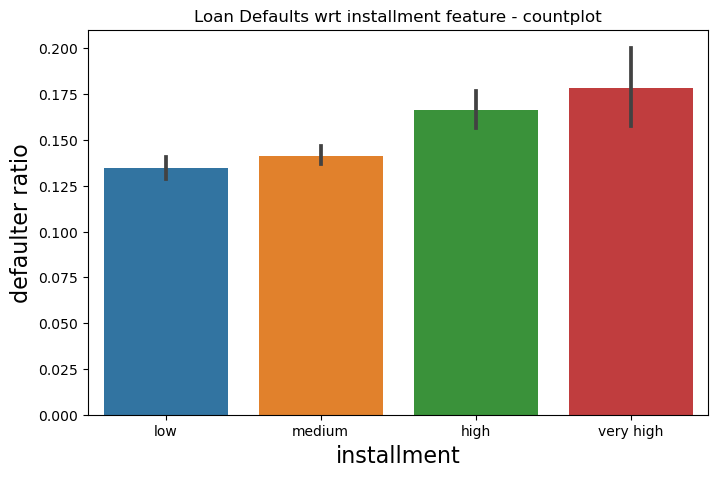 Loan Defaults wrt installment feature - countplot
defaulter ratio
0.200
0.175
0.150
0.125
0.100
0.075
0.050
0.025
0.000
low medium high very high
installment